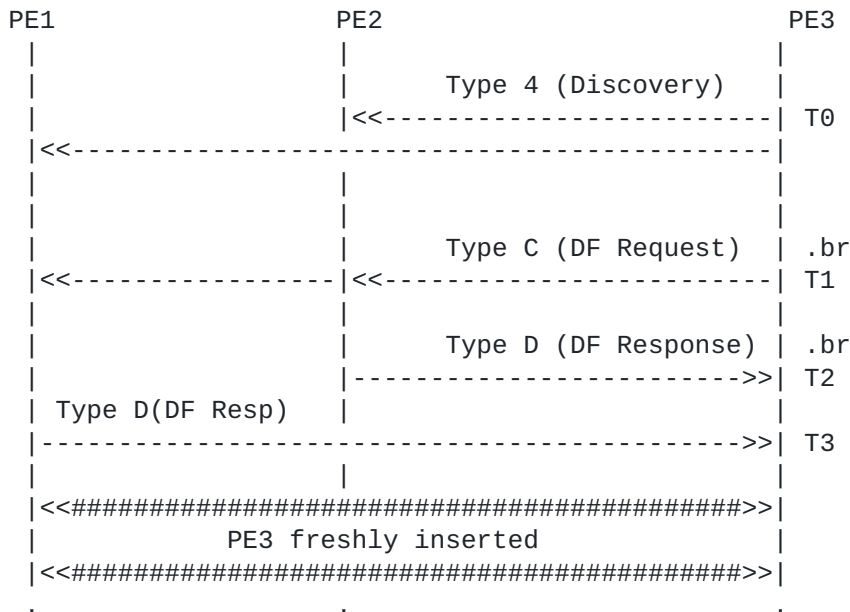 PE1 PE2 PE3
| | |
| | Type 4 (Discovery) |
| |<<-------------------------| T0
|<<---------------------------------------------|
| | |
| | |
| | Type C (DF Request) | .br
|<<-----------------|<<-------------------------| T1
| | |
| | Type D (DF Response) | .br
| |------------------------->>| T2
| Type D(DF Resp) | |
|--------------------------------------------->>| T3
| | |
|<<###########################################>>|
| PE3 freshly inserted |
|<<###########################################>>|